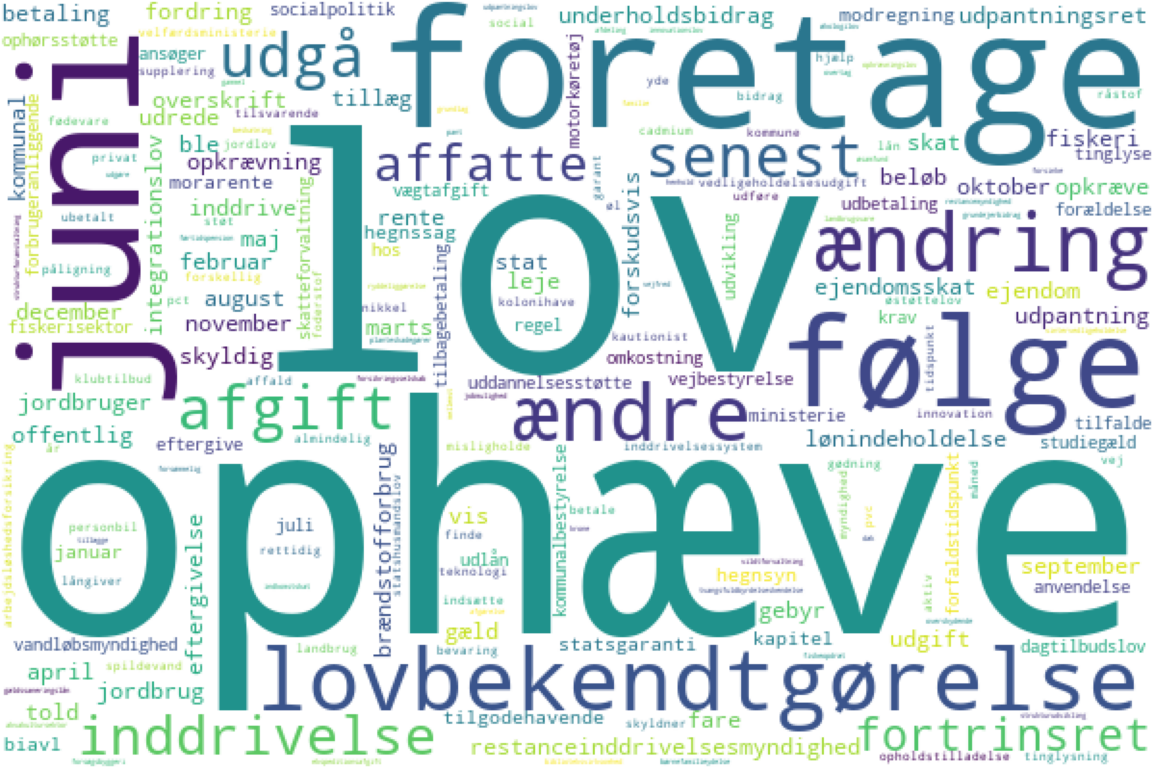 betaling
fordring
socialpolitik
underholdsbidrag
modregning
udpantningsret
ophørsstøtte
velfærdsministerie
social
foretage
ansøger
udgå
juni
supplering
motorkøretøj
hjælp
yde
bidrag
råstof
overskrift
tillæg
kommunal
forbrugeranliggende
fødevare
udrede
tilsvarende
cadmium
kommune
lån
skat
fiskeri
tinglyse
privat
integrationslov
ble
jordlov
opkrævning
lov
affatte
senest
morarente
vægtafgift
garant
øl
vedligeholdelsesudgift
beløb
oktober
opkræve
udføre
udbetaling
forældelse
ubetalt
inddrive
støt
skatteforvaltning
rente
hegnssag
forskudsvis
udvikling
ændring
maj
hos
påligning
februar
forskellig
stat
leje
pct
foderstof
tilbagebetaling
ejendomsskat
ejendom
december
august
nikkel
kolonihave
østøttelov
fiskerisektor
november
marts
regel
kautionist
krav
udpantning
skyldig
omkostning
følge
tidspunkt
klubtilbud
affald
uddannelsesstøtte
vejbestyrelse
jordbruger
afgift
ændre
ministerie
innovation
tilfalde
offentlig
eftergive
almindelig
misligholde
inddrivelsessystem
lønindeholdelse
studiegæld
vej
år
arbejdsløshedsforsikring
ophæve
brændstofforbrug
statshusmandslov
kommunalbestyrelse
gødning
myndighed
pvc
forfaldstidspunkt
måned
personbil
juli
vis
betale
januar
rettidig
finde
udlån
teknologi
långiver
hegnsyn
september
anvendelse
eftergivelse
indsætte
gebyr
aktiv
vandløbsmyndighed
gæld
statsgaranti
kapitel
udgift
dagtilbudslov
landbrug
bevaring
april
spildevand
jordbrug
lovbekendtgørelse
told
tilgodehavende
skyldner
fare
biavl
inddrivelse
restanceinddrivelsesmyndighed
fortrinsret
opholdstilladelse
tinglysning